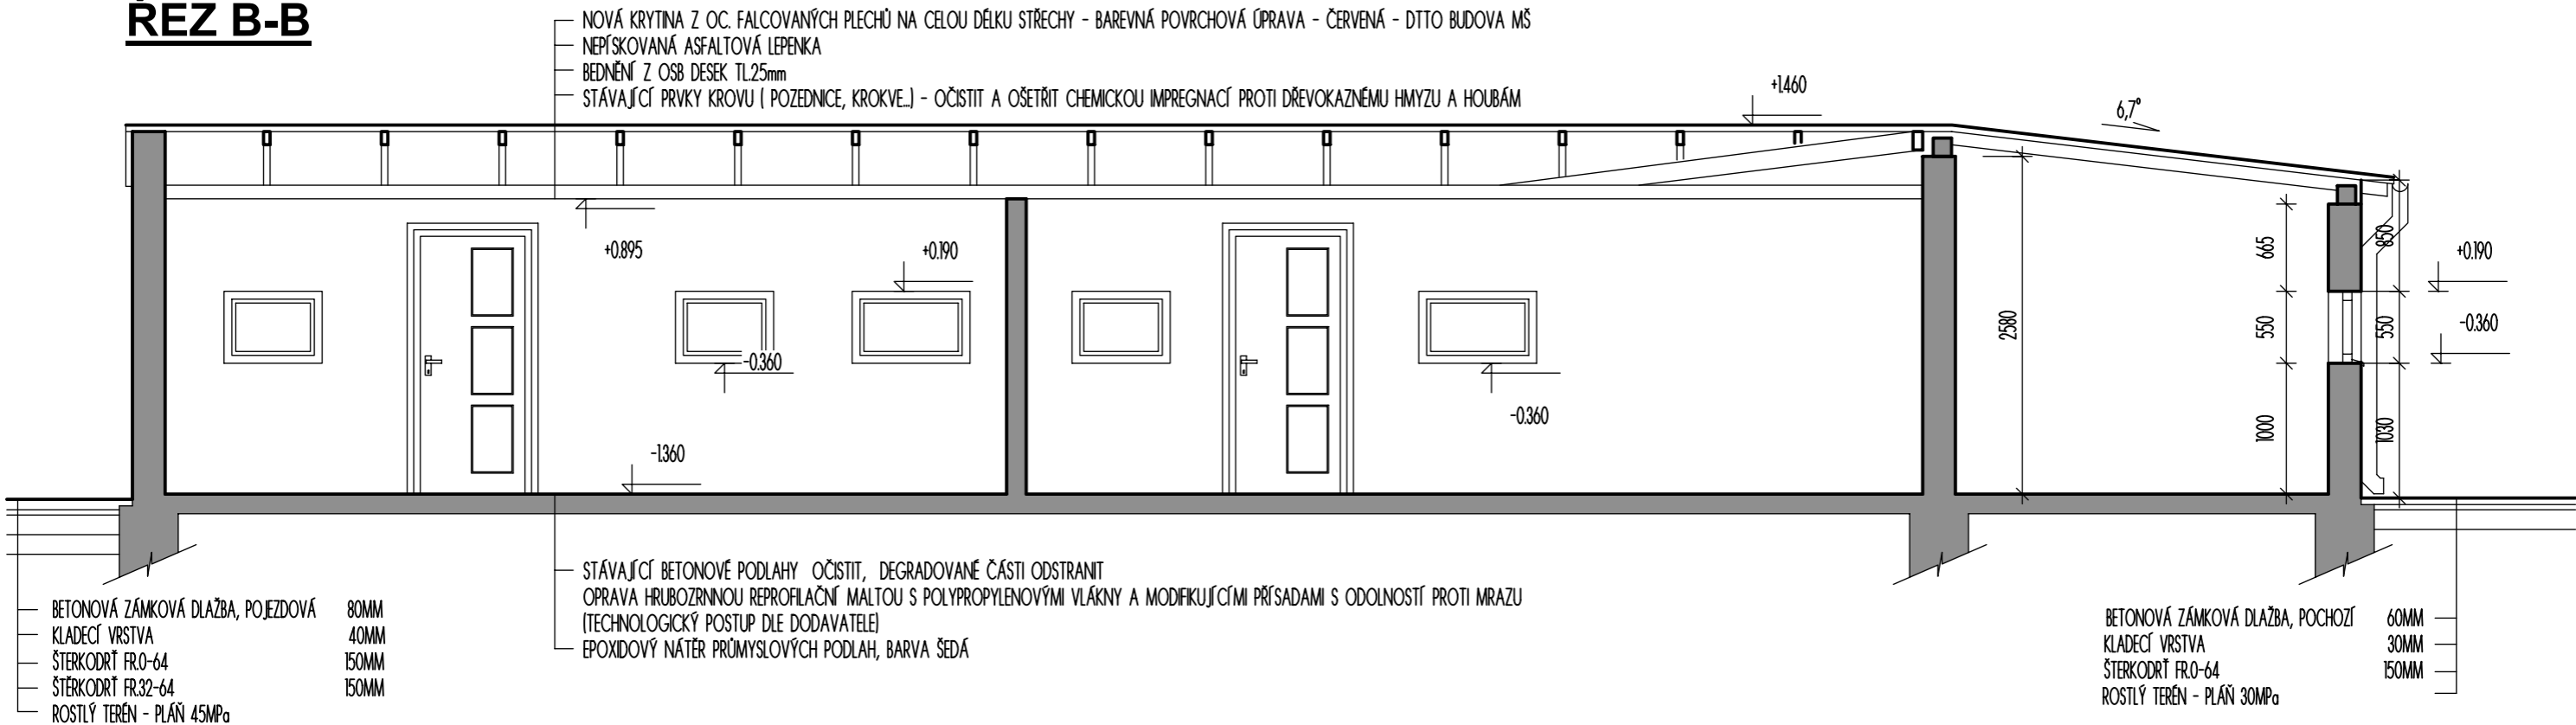 ŘEZ B-B
NOVÁ KRYTINA Z OC. FALCOVANÝCH PLECHŮ NA CELOU DÉLKU STŘECHY - BAREVNÁ POVRCHOVÁ ÚPRAVA - ČERVENÁ - DTTO BUDOVA MŠ
NEPÍSKOVANÁ ASFALTOVÁ LEPENKA
BEDNĚNÍ Z OSB DESEK TL.25mm
STÁVAJÍCÍ PRVKY KROVU ( POZEDNICE, KROKVE...) - OČISTIT A OŠETŘIT CHEMICKOU IMPREGNACÍ PROTI DŘEVOKAZNÉMU HMYZU A HOUBÁM
+1.460
6,7°
+0.895
+0.190
665
850
+0.190
2580
550
550
-0.360
-0.360
-0.360
1000
1030
-1.360
STÁVAJÍCÍ BETONOVÉ PODLAHY OČISTIT, DEGRADOVANÉ ČÁSTI ODSTRANIT
OPRAVA HRUBOZRNNOU REPROFILAČNÍ MALTOU S POLYPROPYLENOVÝMI VLÁKNY A MODIFIKUJÍCÍMI PŘÍSADAMI S ODOLNOSTÍ PROTI MRAZU
(TECHNOLOGICKÝ POSTUP DLE DODAVATELE)
EPOXIDOVÝ NÁTĚR PRŮMYSLOVÝCH PODLAH, BARVA ŠEDÁ
BETONOVÁ ZÁMKOVÁ DLAŽBA, POJEZDOVÁ 80MM
KLADECÍ VRSTVA 40MM
ŠTERKODRŤ FR.0-64 150MM
ŠTĚRKODRŤ FR.32-64 150MM
ROSTLÝ TERÉN - PLÁŇ 45MPa
BETONOVÁ ZÁMKOVÁ DLAŽBA, POCHOZÍ 60MM
KLADECÍ VRSTVA 30MM
ŠTERKODRŤ FR.0-64 150MM
ROSTLÝ TERÉN - PLÁŇ 30MPa